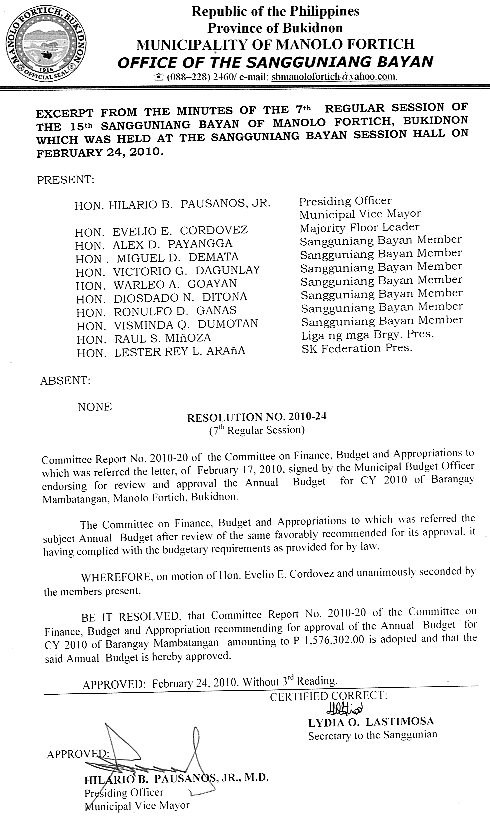 MANOLO FORTICH, BUKIDNON
1914
OFFICIAL SEAL
Republic of the Philippines
Province of Bukidnon
MUNICIPALITY OF MANOLO FORTICH
OFFICE OF THE SANGGUNIANG BAYAN
☎ (088-228) 2460/ e-mail: sbmanolofortich@yahoo.com.
EXCERPT FROM THE MINUTES OF THE 7th REGULAR SESSION OF
THE 15th SANGGUNIANG BAYAN OF MANOLO FORTICH, BUKIDNON
WHICH WAS HELD AT THE SANGGUNIANG BAYAN SESSION HALL ON
FEBRUARY 24, 2010.
PRESENT:
HON. HILARIO B. PAUSANOS, JR. Presiding Officer
Municipal Vice Mayor
HON. EVELIO E. CORDOVEZ Majority Floor Leader
HON. ALEX D. PAYANGGA Sangguniang Bayan Member
HON . MIGUEL D. DEMATA Sangguniang Bayan Member
HON. VICTORIO G. DAGUNLAY Sangguniang Bayan Member
HON. WARLEO A. GOAYAN Sangguniang Bayan Member
HON. DIOSDADO N. DITONA Sangguniang Bayan Member
HON. RONULFO D. GANAS Sangguniang Bayan Member
HON. VISMINDA Q. DUMOTAN Sangguniang Bayan Member
HON. RAUL S. MIñOZA Liga ng mga Brgy. Pres.
HON. LESTER REY L. ARAñA SK Federation Pres.
ABSENT:
NONE
RESOLUTION NO. 2010-24
(7th Regular Session)
Committee Report No. 2010-20 of the Committee on Finance, Budget and Appropriations to
which was referred the letter, of February 17, 2010, signed by the Municipal Budget Officer
endorsing for review and approval the Annual Budget for CY 2010 of Barangay
Mambatangan, Manolo Fortich, Bukidnon.
The Committee on Finance, Budget and Appropriations to which was referred the
subject Annual Budget after review of the same favorably recommended for its approval, it
having complied with the budgetary requirements as provided for by law.
WHEREFORE, on motion of Hon. Evelio E. Cordovez and unanimously seconded by
the members present.
BE IT RESOLVED, that Committee Report No. 2010-20 of the Committee on
Finance, Budget and Appropriation recommending for approval of the Annual Budget for
CY 2010 of Barangay Mambatangan amounting to P 1,576,302.00 is adopted and that the
said Annual Budget is hereby approved.
APPROVED: February 24, 2010. Without 3rd Reading.
CERTIFIED CORRECT:
LYDIA O. LASTIMOSA
Secretary to the Sanggunian
APPROVED:
HILARIO B. PAUSANOS, JR., M.D.
Presiding Officer
Municipal Vice Mayor